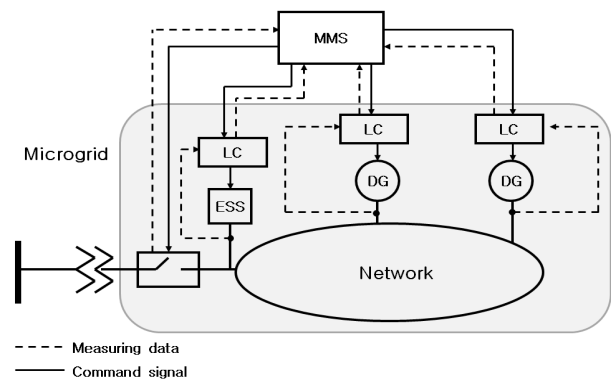 MMS
LC
LC
LC
Microgrid
DG
DG
ESS
Network
Measuring data
Command signal